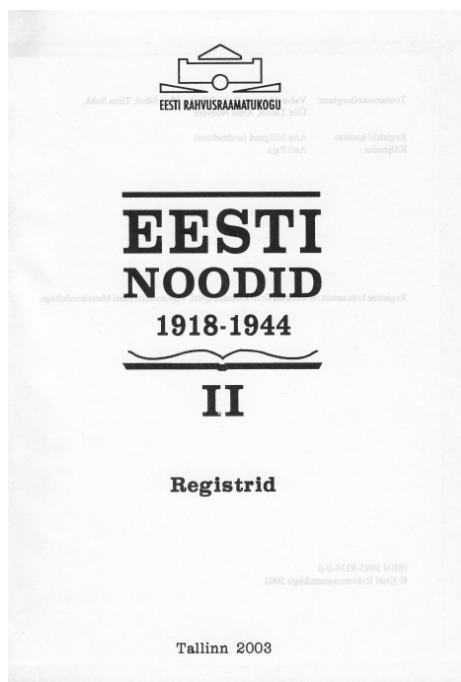 EESTI RAHVUSRAAMATUKOGU
EESTI
NOODID
1918-1944
II
Registrid
Tallinn 2003